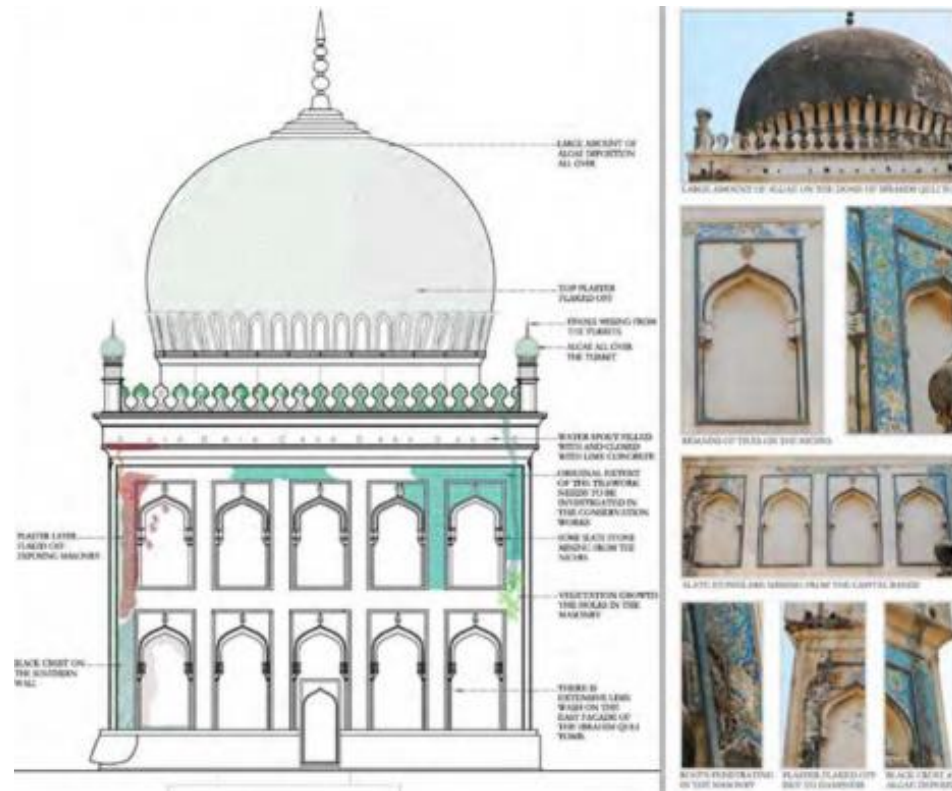 LARGE AMOUNT OF
ALGAE DEPOSITION
ALL OVER
TOP PLASTER
FLAKED OFF
FINIALS MISSING FROM
THE TURRETS
ALGAE ALL OVER
THE TURRET
WATER SPOUT FILLED
WITH AND CLOSED
WITH LIME CONCRETE
ORIGINAL EXTENT
OF THE TILEWORK
NEEDS TO BE
INVESTIGATED IN
THE CONSERVATION
WORKS
SOME SLATE STONE
MISSING FROM THE
NICHES
VEGETATION GROWTH
THE HOLES IN THE
MASONRY
THERE IS
EXTENSIVE LIME
WASH ON THE
EAST FACADE OF
THE IBRAHIM QULI
TOMB
PLASTER LAYER
FLAKED OFF
EXPOSING MASONRY
BLACK CRUST ON
THE SOUTHERN
WALL
LARGE AMOUNT OF ALGAE ON THE DOME OF IBRAHIM QULI
REMAINS OF TILES ON THE NICHES
SLATE STONES ARE MISSING FROM THE CAPITAL BASES
ROOTS PENETRATING
IN THE MASONRY
PLASTER FLAKED OFF
DUE TO DAMPNESS
BLACK CRUST
ALGAE